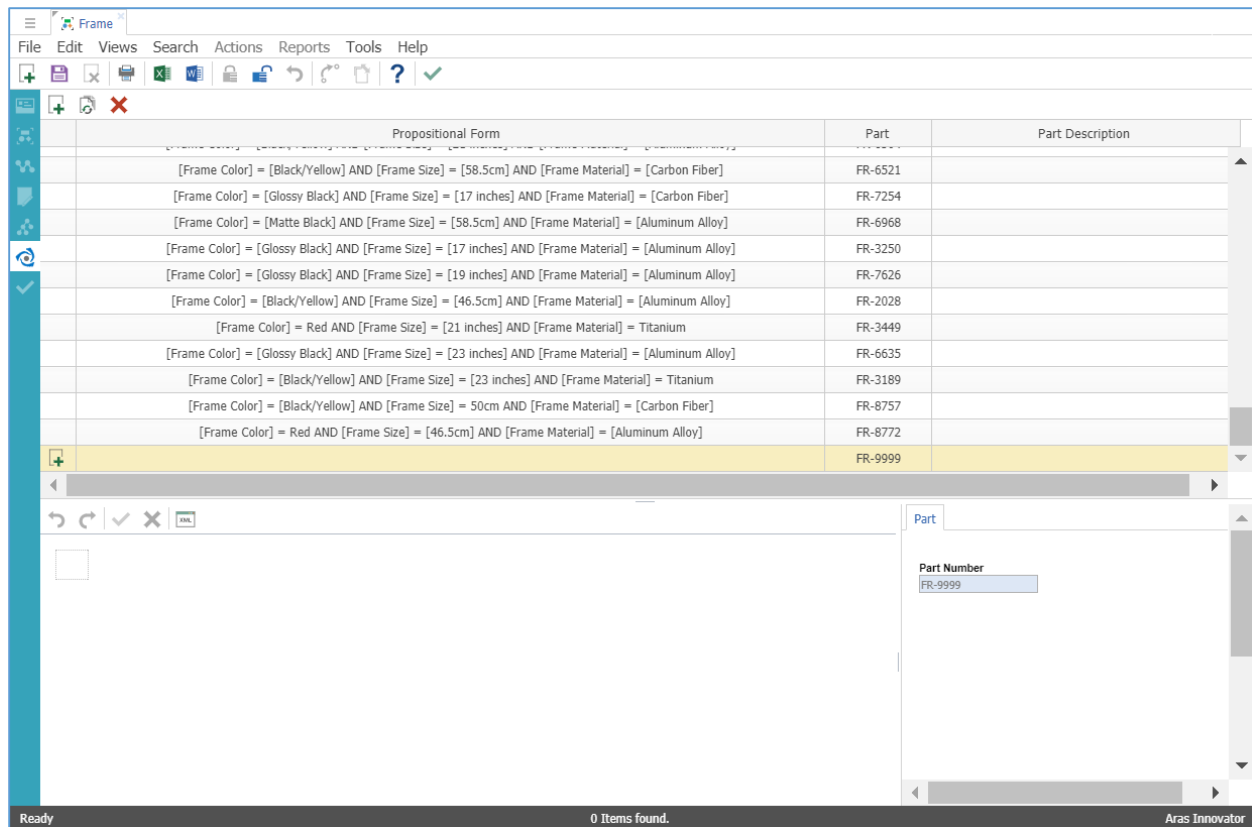 Frame
File Edit Views Search Actions Reports Tools Help
Propositional Form Part Part Description
[Frame Color] = [Black/Yellow] AND [Frame Size] = [58.5cm] AND [Frame Material] = [Carbon Fiber] FR-6521
[Frame Color] = [Glossy Black] AND [Frame Size] = [17 inches] AND [Frame Material] = [Carbon Fiber] FR-7254
[Frame Color] = [Matte Black] AND [Frame Size] = [58.5cm] AND [Frame Material] = [Aluminum Alloy] FR-6968
[Frame Color] = [Glossy Black] AND [Frame Size] = [17 inches] AND [Frame Material] = [Aluminum Alloy] FR-3250
[Frame Color] = [Glossy Black] AND [Frame Size] = [19 inches] AND [Frame Material] = [Aluminum Alloy] FR-7626
[Frame Color] = [Black/Yellow] AND [Frame Size] = [46.5cm] AND [Frame Material] = [Aluminum Alloy] FR-2028
[Frame Color] = Red AND [Frame Size] = [21 inches] AND [Frame Material] = Titanium FR-3449
[Frame Color] = [Glossy Black] AND [Frame Size] = [23 inches] AND [Frame Material] = [Aluminum Alloy] FR-6635
[Frame Color] = [Black/Yellow] AND [Frame Size] = [23 inches] AND [Frame Material] = Titanium FR-3189
[Frame Color] = [Black/Yellow] AND [Frame Size] = 50cm AND [Frame Material] = [Carbon Fiber] FR-8757
[Frame Color] = Red AND [Frame Size] = [46.5cm] AND [Frame Material] = [Aluminum Alloy] FR-8772
FR-9999
XML
Part
Part Number
FR-9999
Ready 0 Items found. Aras Innovator